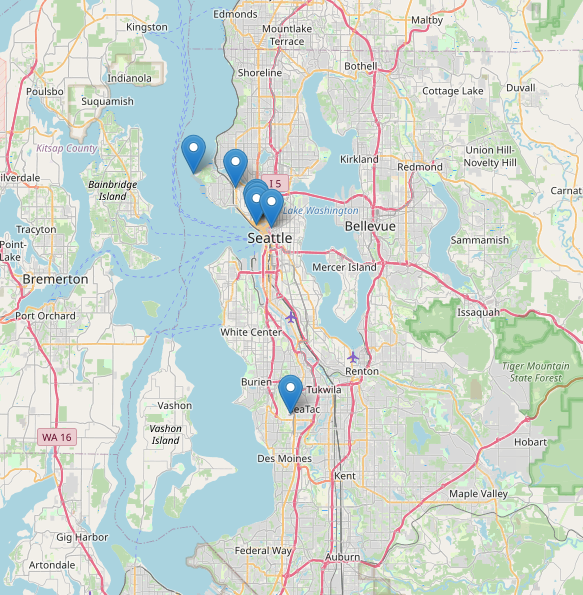 Edmonds
Maltby
Kingston
Mountlake
Terrace
Bothell
Shoreline
Indianola
Poulsbo
Suquamish
Cottage Lake
Duvall
Kitsap County
Kirkland
Union Hill-
Novelty Hill
Redmond
ilverdale
Bainbridge
Island
I 5
Carnat
Lake Washington
Tracyton
Seattle
Bellevue
Sammamish
Point-
Lake
Bremerton
Mercer Island
Port Orchard
Issaquah
White Center
Tiger Mountain
State Forest
Renton
Burien
Tukwila
SeaTac
Vashon
Vashon
Island
WA 16
Hobart
Des Moines
Kent
Maple Valley
Gig Harbor
Federal Way
Auburn
Artondale